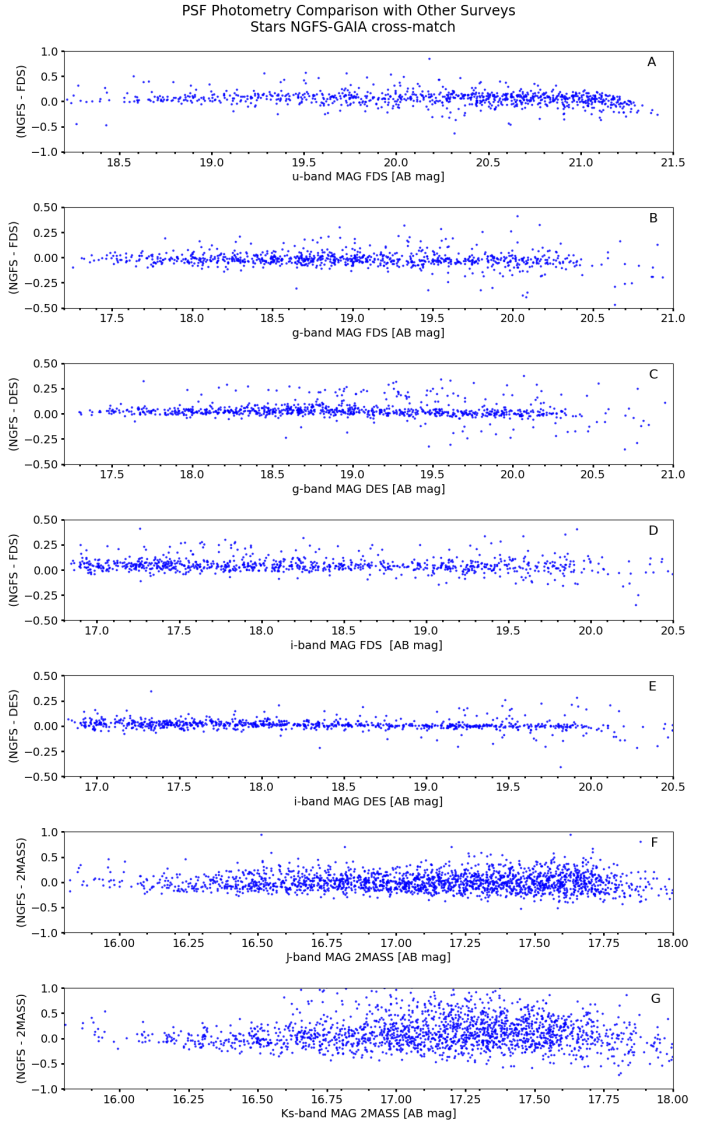 PSF Photometry Comparison with Other Surveys
Stars NGFS-GAIA cross-match
A
(NGFS - FDS)
1.0
0.5
0.0
−0.5
−1.0
18.5 19.0 19.5 20.0 20.5 21.0 21.5
u-band MAG FDS [AB mag]
B
(NGFS - FDS)
0.50
0.25
0.00
−0.25
−0.50
17.5 18.0 18.5 19.0 19.5 20.0 20.5 21.0
g-band MAG FDS [AB mag]
C
(NGFS - DES)
0.50
0.25
0.00
−0.25
−0.50
17.5 18.0 18.5 19.0 19.5 20.0 20.5 21.0
g-band MAG DES [AB mag]
D
(NGFS - FDS)
0.50
0.25
0.00
−0.25
−0.50
17.0 17.5 18.0 18.5 19.0 19.5 20.0 20.5
i-band MAG FDS [AB mag]
E
(NGFS - DES)
0.50
0.25
0.00
−0.25
−0.50
17.0 17.5 18.0 18.5 19.0 19.5 20.0 20.5
i-band MAG DES [AB mag]
F
(NGFS - 2MASS)
1.0
0.5
0.0
−0.5
−1.0
16.00 16.25 16.50 16.75 17.00 17.25 17.50 17.75 18.00
J-band MAG 2MASS [AB mag]
G
(NGFS - 2MASS)
1.0
0.5
0.0
−0.5
−1.0
16.00 16.25 16.50 16.75 17.00 17.25 17.50 17.75 18.00
Ks-band MAG 2MASS [AB mag]